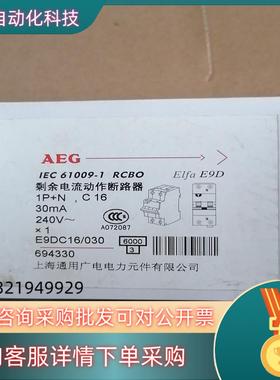 自动化科技
AEG
IEC 61009-1 RCBO
Elfa E9D
剩余电流动作断路器
1P+N , C 16
30mA
240V~
× 1
A072087
E9DC16/030
6000
3
694330
上海通用广电电力元件有限公司
321949929
咨询采购批发可对公开票
客服详情下单更优惠